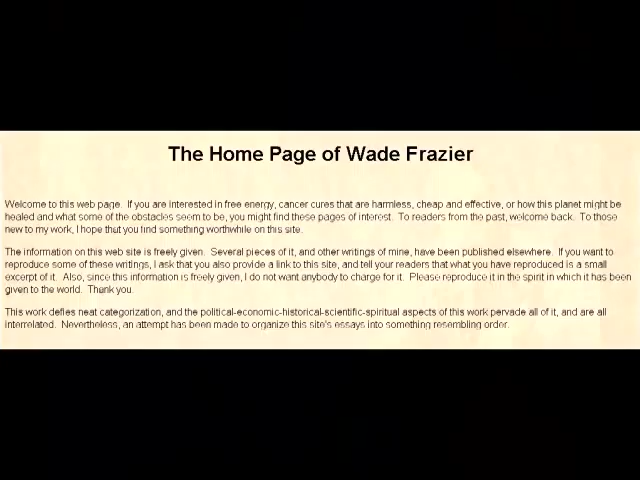 The Home Page of Wade Frazier
Welcome to this web page. If you are interested in free energy, cancer cures that are harmless, cheap and effective, or how this planet might be
healed and what some of the obstacles seem to be, you might find these pages of interest. To readers from the past, welcome back. To those
new to my work, I hope that you find something worthwhile on this site.
The information on this web site is freely given. Several pieces of it, and other writings of mine, have been published elsewhere. If you want to
reproduce some of these writings, I ask that you also provide a link to this site, and tell your readers that what you have reproduced is a small
excerpt of it. Also, since this information is freely given, I do not want anybody to charge for it. Please reproduce it in the spirit in which it has been
given to the world. Thank you.
This work defies neat categorization, and the political-economic-historical-scientific-spiritual aspects of this work pervade all of it, and are all
interrelated. Nevertheless, an attempt has been made to organize this site's essays into something resembling order.